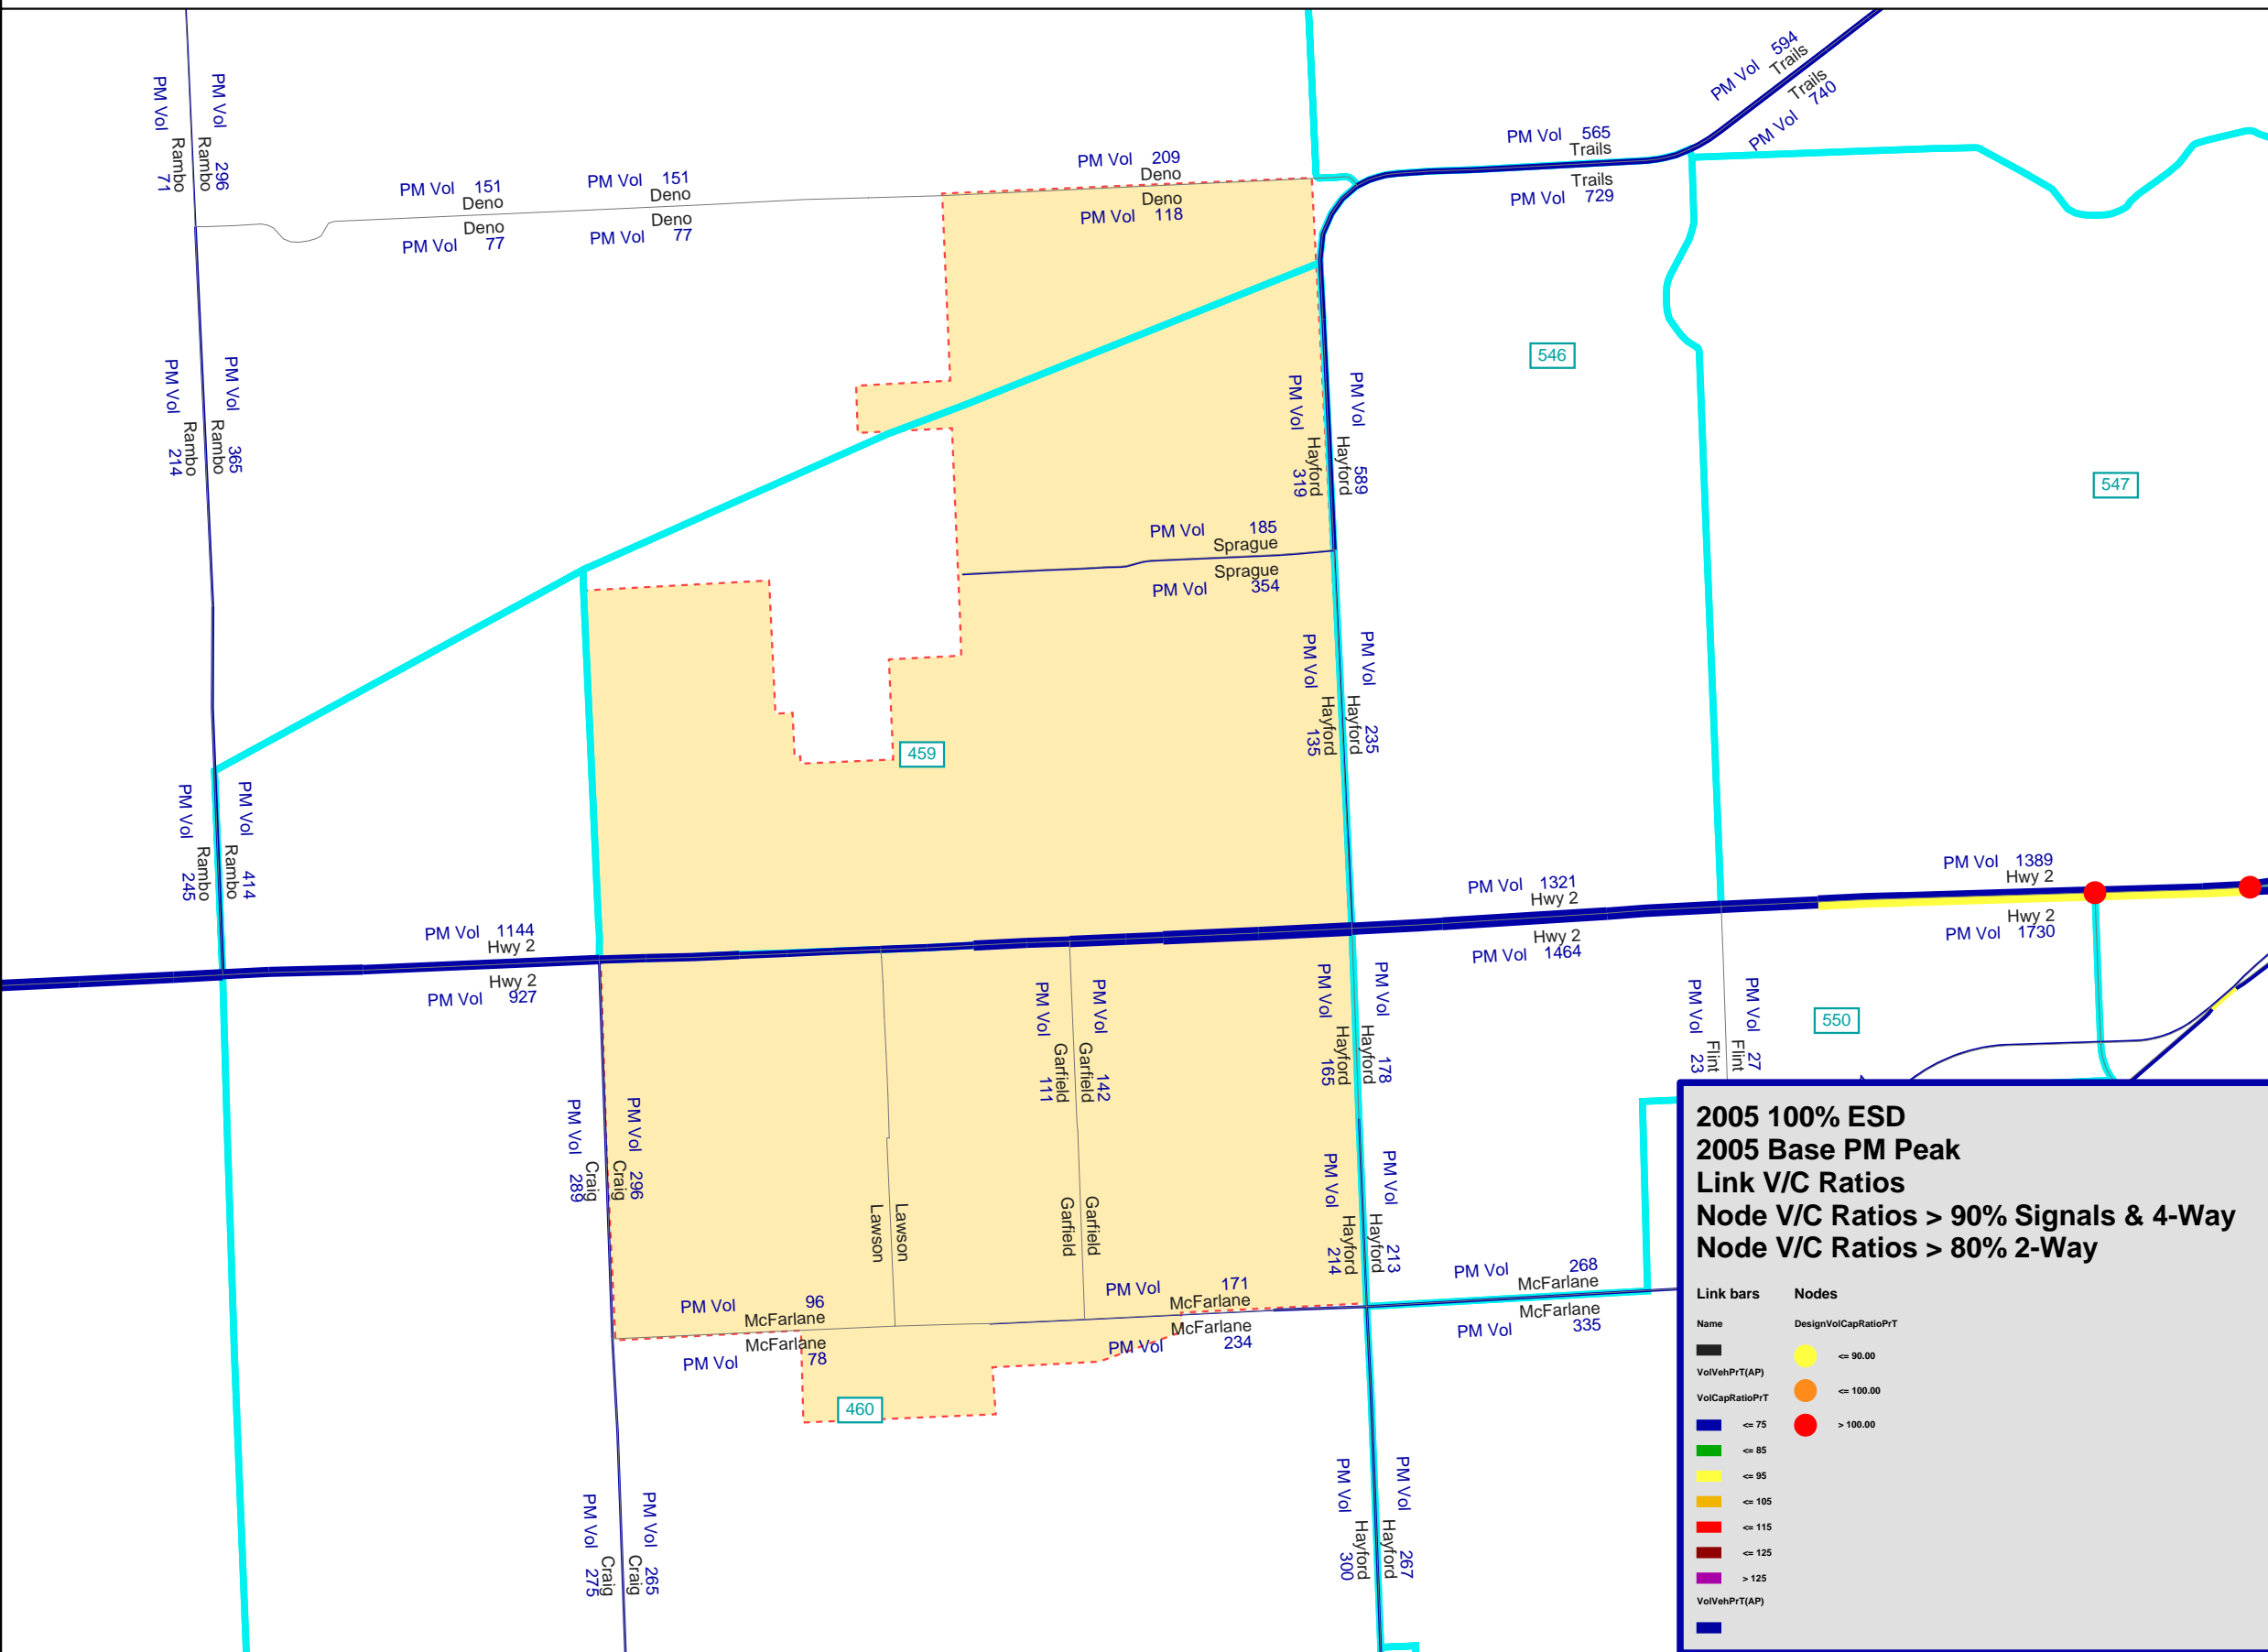 PM Vol 594
Trails
Trails
PM Vol 740
PM Vol 565
Trails
Trails
PM Vol 729
PM Vol Rambo 296
PM Vol Rambo 71
PM Vol 151
Deno
Deno
PM Vol 77
PM Vol 151
Deno
Deno
PM Vol 77
PM Vol 209
Deno
Deno
PM Vol 118
PM Vol Rambo 365
PM Vol Rambo 214
546
547
PM Vol Hayford 589
PM Vol Hayford 319
PM Vol 185
Sprague
Sprague
PM Vol 354
PM Vol Hayford 235
PM Vol Hayford 135
459
PM Vol Rambo 414
PM Vol Rambo 245
PM Vol 1144
Hwy 2
Hwy 2
PM Vol 927
PM Vol 1321
Hwy 2
Hwy 2
PM Vol 1464
PM Vol 1389
Hwy 2
Hwy 2
PM Vol 1730
PM Vol Garfield 142
PM Vol Garfield 111
PM Vol Hayford 178
PM Vol Hayford 165
PM Vol Flint 27
PM Vol Flint 23
550
PM Vol Craig 296
PM Vol Craig 289
Lawson
Lawson
Garfield
Garfield
PM Vol Hayford 213
PM Vol Hayford 214
PM Vol 96
McFarlane
McFarlane
PM Vol 78
PM Vol 171
McFarlane
McFarlane
PM Vol 234
PM Vol 268
McFarlane
McFarlane
PM Vol 335
460
PM Vol Craig 265
PM Vol Craig 275
PM Vol Hayford 267
PM Vol Hayford 300
2005 100% ESD
2005 Base PM Peak
Link V/C Ratios
Node V/C Ratios > 90% Signals & 4-Way
Node V/C Ratios > 80% 2-Way
Link bars
Name
VolVehPrT(AP)
VolCapRatioPrT
<= 75
<= 85
<= 95
<= 105
<= 115
<= 125
> 125
VolVehPrT(AP)
Nodes
DesignVolCapRatioPrT
<= 90.00
<= 100.00
> 100.00